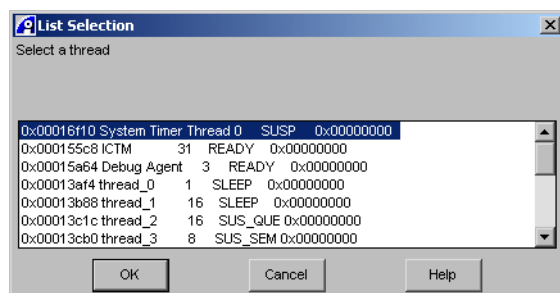 List Selection
Select a thread
0x00016f10 System Timer Thread 0 SUSP 0x00000000
0x000155c8 ICTM 31 READY 0x00000000
0x00015a64 Debug Agent 3 READY 0x00000000
0x00013af4 thread_0 1 SLEEP 0x00000000
0x00013b88 thread_1 16 SLEEP 0x00000000
0x00013c1c thread_2 16 SUS_QUE 0x00000000
0x00013cb0 thread_3 8 SUS_SEM 0x00000000
OK Cancel Help